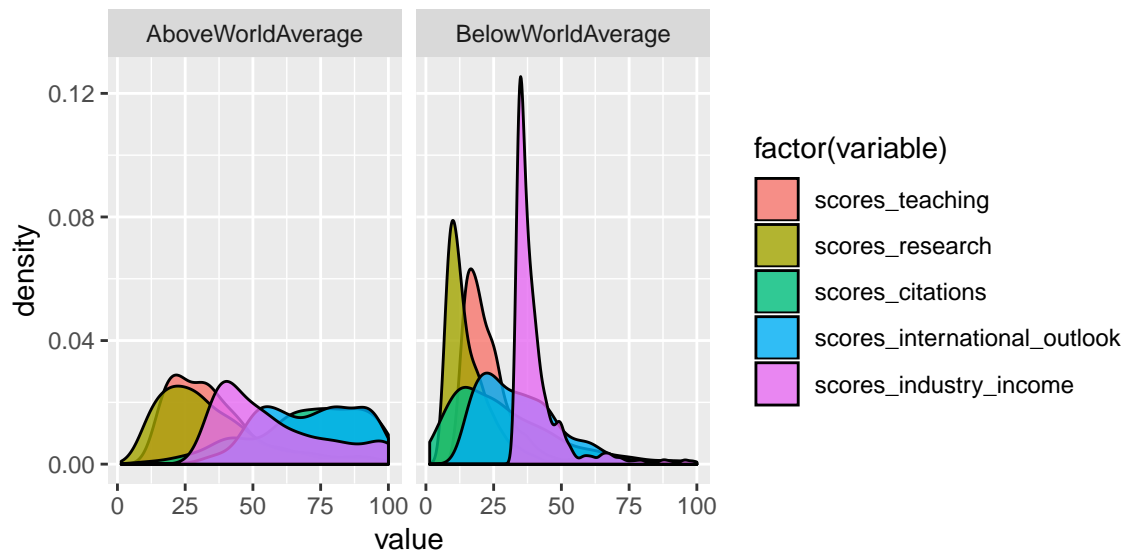 AboveWorldAverage BelowWorldAverage
density
0.12
0.08
0.04
0.00
0 25 50 75 100 0 25 50 75 100
value
factor(variable)
scores_teaching
scores_research
scores_citations
scores_international_outlook
scores_industry_income